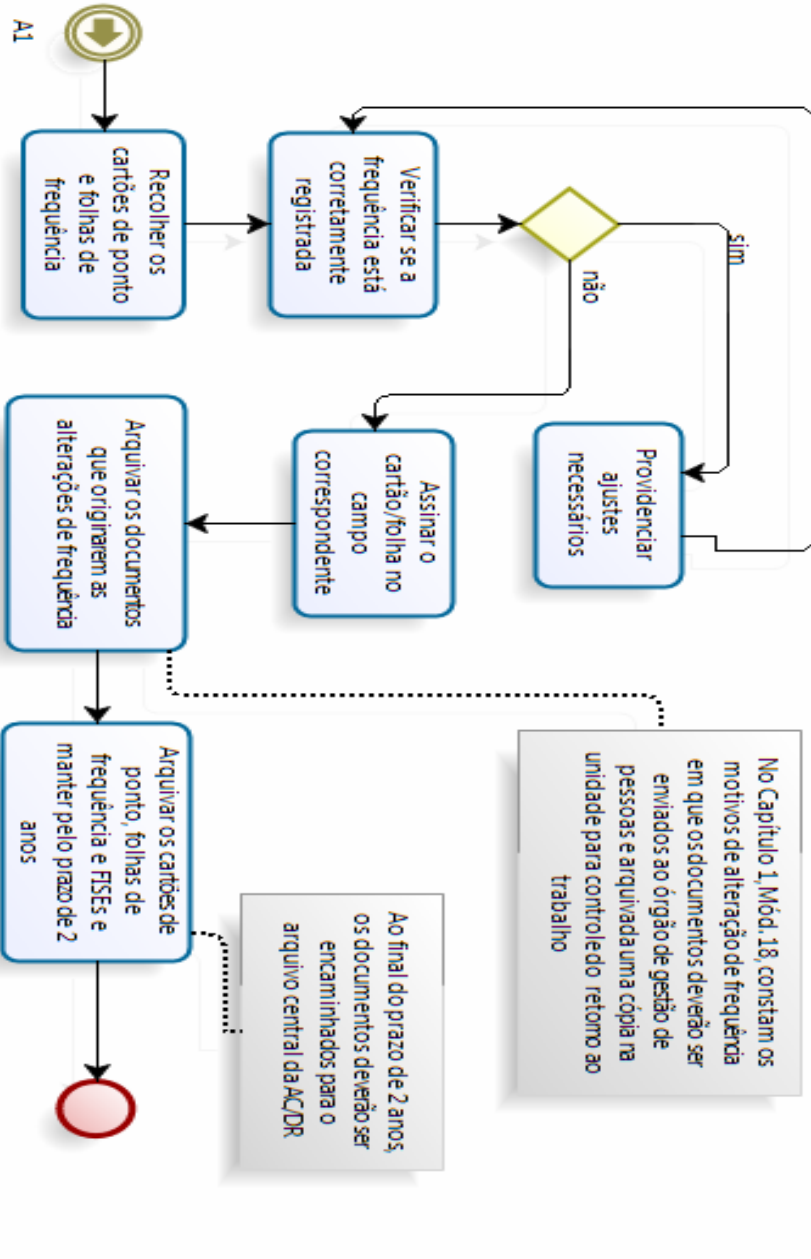 A1
Recolher os
cartões de ponto
e folhas de
frequência
Verificar se a
frequência está
corretamente
registrada
sim
não
Providenciar
ajustes
necessários
Assinar o
cartão/folha no
campo
correspondente
Arquivar os documentos
que originarem as
alterações de frequência
No Capítulo 1, Mód. 18, constam os
motivos de alteração de frequência
em que os documentos deverão ser
enviados ao órgão de gestão de
pessoas e arquivada uma cópia na
unidade para controle do retorno ao
trabalho
Arquivar os cartões de
ponto, folhas de
frequência e FISEs e
manter pelo prazo de 2
anos
Ao final do prazo de 2 anos,
os documentos deverão ser
encaminhados para o
arquivo central da AC/DR